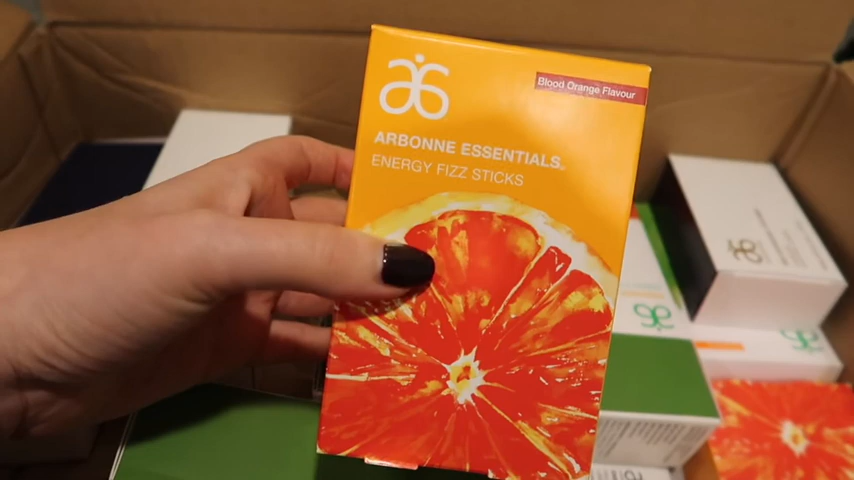 Blood Orange Flavour
ARBONNE ESSENTIALS®
ENERGY FIZZ STICKS